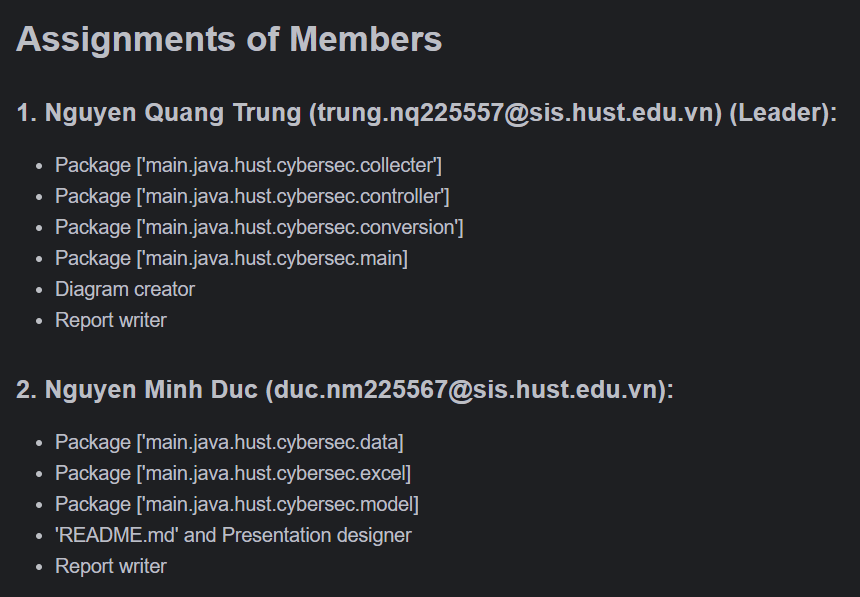 Assignments of Members
1. Nguyen Quang Trung (trung.nq225557@sis.hust.edu.vn) (Leader):
• Package ['main.java.hust.cybersec.collecter']
• Package ['main.java.hust.cybersec.controller']
• Package ['main.java.hust.cybersec.conversion']
• Package ['main.java.hust.cybersec.main]
• Diagram creator
• Report writer
2. Nguyen Minh Duc (duc.nm225567@sis.hust.edu.vn):
• Package ['main.java.hust.cybersec.data]
• Package ['main.java.hust.cybersec.excel]
• Package ['main.java.hust.cybersec.model]
• 'README.md' and Presentation designer
• Report writer